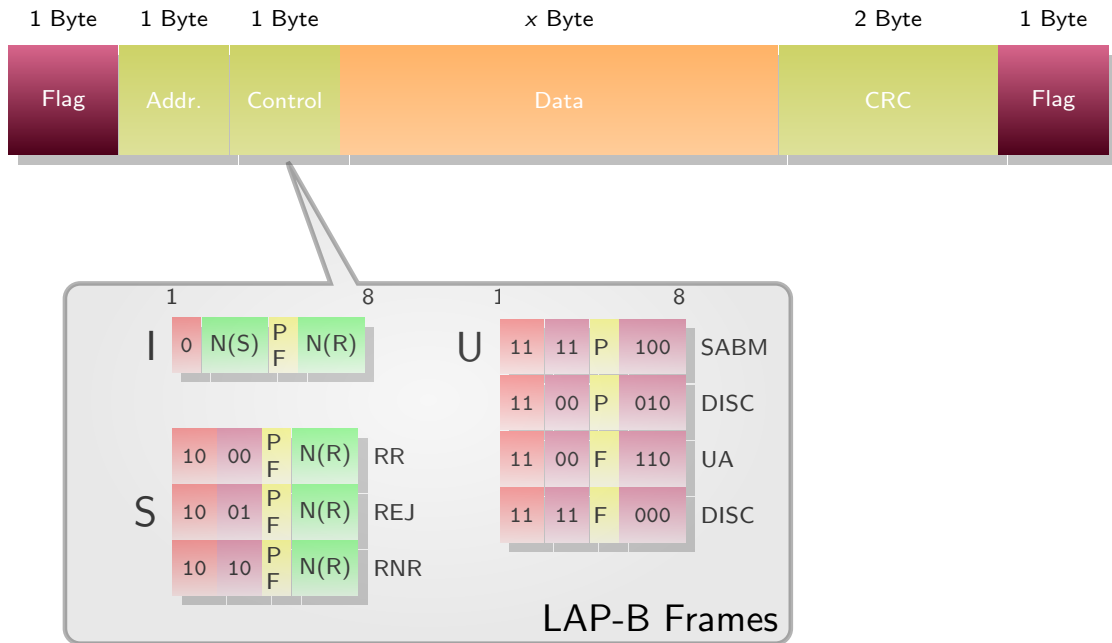 1 Byte 1 Byte 1 Byte x Byte 2 Byte 1 Byte
Flag Addr. Control Data CRC Flag
1 8
I 0 N(S) P F N(R)
S
10 00 P F N(R) RR
10 01 P F N(R) REJ
10 10 P F N(R) RNR
1 8
U
11 11 P 100 SABM
11 00 P 010 DISC
11 00 F 110 UA
11 11 F 000 DISC
LAP-B Frames